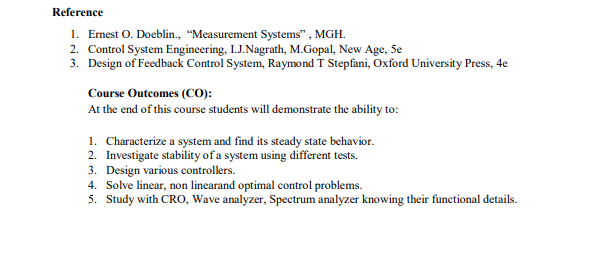 Reference
1. Ernest O. Doeblin., “Measurement Systems” , MGH.
2. Control System Engineering, I.J.Nagrath, M.Gopal, New Age, 5e
3. Design of Feedback Control System, Raymond T Stepfani, Oxford University Press, 4e
Course Outcomes (CO):
At the end of this course students will demonstrate the ability to:
1. Characterize a system and find its steady state behavior.
2. Investigate stability of a system using different tests.
3. Design various controllers.
4. Solve linear, non linearand optimal control problems.
5. Study with CRO, Wave analyzer, Spectrum analyzer knowing their functional details.